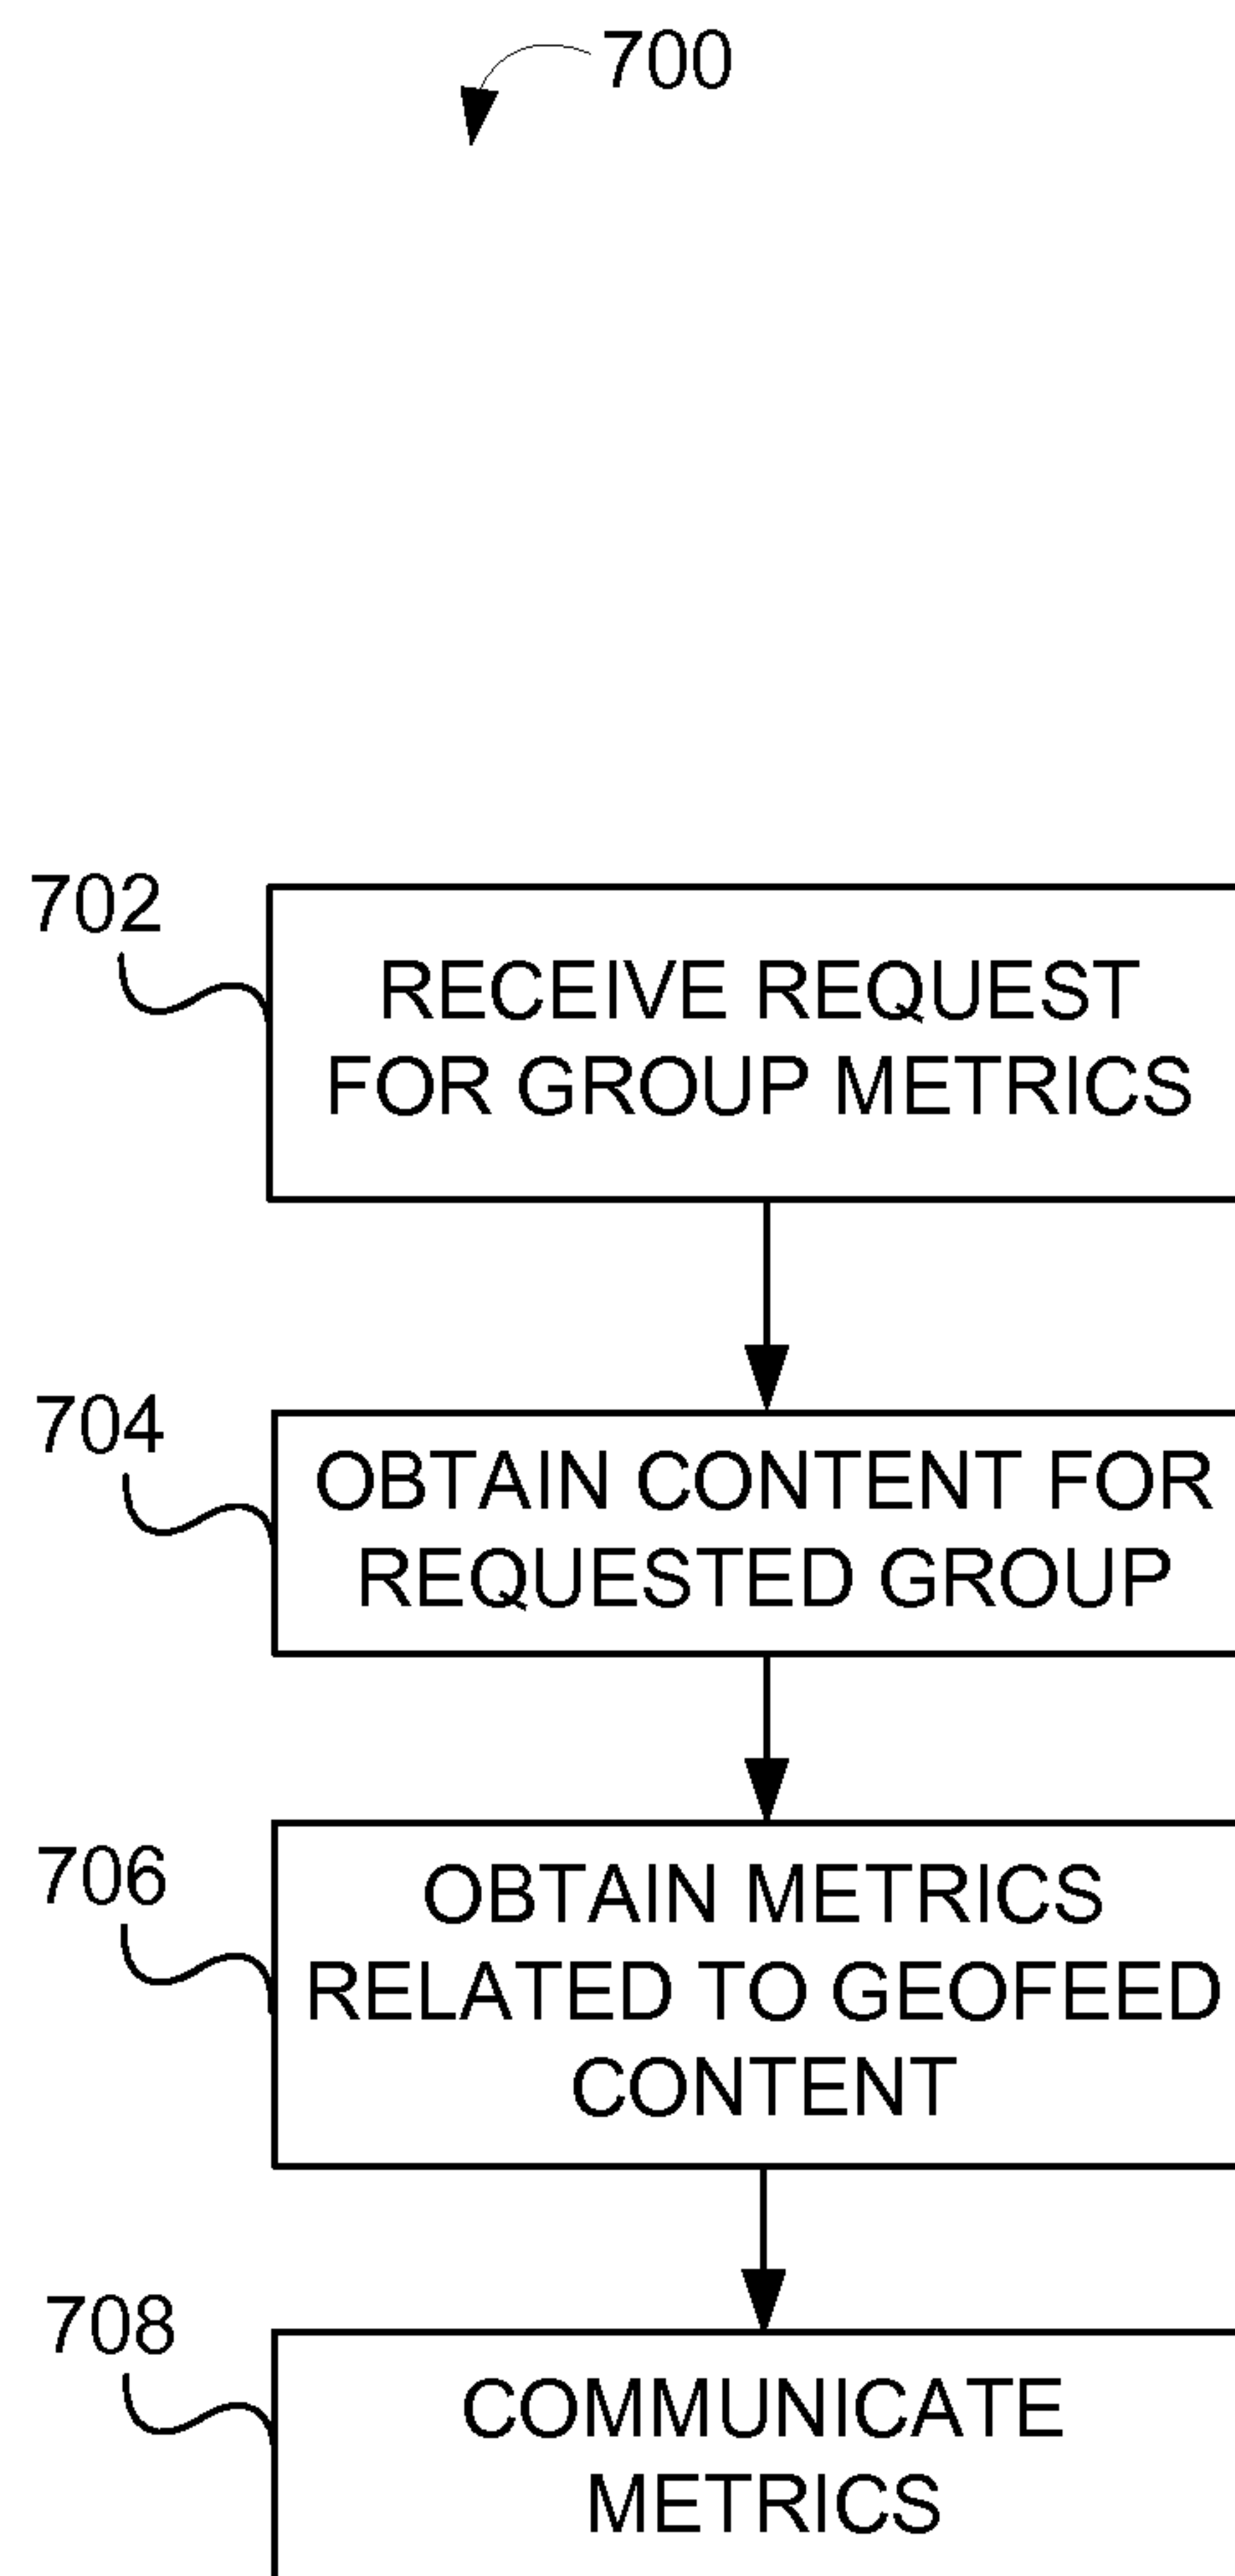 700
702
RECEIVE REQUEST
FOR GROUP METRICS
704
OBTAIN CONTENT FOR
REQUESTED GROUP
706
OBTAIN METRICS
RELATED TO GEOFEED
CONTENT
708
COMMUNICATE
METRICS